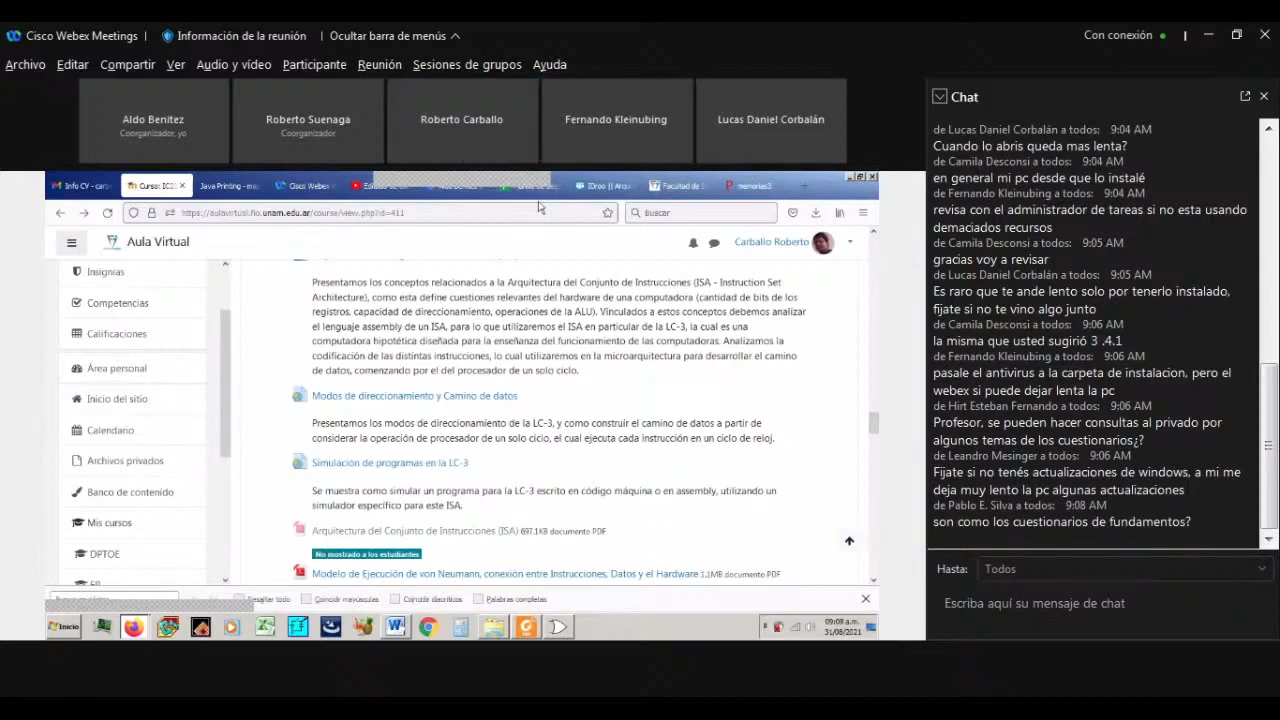 Cisco Webex Meetings | Información de la reunión | Ocultar barra de menús
Con conexión
Archivo Editar Compartir Ver Audio y vídeo Participante Reunión Sesiones de grupos Ayuda
Aldo Benítez
Coorganizador, yo
Roberto Suenaga
Coorganizador
Roberto Carballo
Fernando Kleinubing
Lucas Daniel Corbalán
Info CV - carb
Curso: IC2
Java Printing - ma
Cisco Webex
IDroo || Arqu
Facultad de I
memorias3
https://aulavirtual.fio.unam.edu.ar/course/view.php?id=411
Buscar
Aula Virtual
Carballo Roberto
Insignias
Competencias
Calificaciones
Área personal
Inicio del sitio
Calendario
Archivos privados
Banco de contenido
Mis cursos
DPTOE
Presentamos los conceptos relacionados a la Arquitectura del Conjunto de Instrucciones (ISA - Instruction Set
Architecture), como esta define cuestiones relevantes del hardware de una computadora (cantidad de bits de los
registros, capacidad de direccionamiento, operaciones de la ALU). Vinculados a estos conceptos debemos analizar
el lenguaje assembly de un ISA, para lo que utilizaremos el ISA en particular de la LC-3, la cual es una
computadora hipotética diseñada para la enseñanza del funcionamiento de las computadoras. Analizamos la
codificación de las distintas instrucciones, lo cual utilizaremos en la microarquitectura para desarrollar el camino
de datos, comenzando por el del procesador de un solo ciclo.
Modos de direccionamiento y Camino de datos
Presentamos los modos de direccionamiento de la LC-3, y como construir el camino de datos a partir de
considerar la operación de procesador de un solo ciclo, el cual ejecuta cada instrucción en un ciclo de reloj.
Simulación de programas en la LC-3
Se muestra como simular un programa para la LC-3 escrito en código máquina o en assembly, utilizando un
simulador específico para este ISA.
Arquitectura del Conjunto de Instrucciones (ISA) 697.1KB documento PDF
No mostrado a los estudiantes
Modelo de Ejecución de von Neumann, conexión entre Instrucciones, Datos y el Hardware 1.1MB documento PDF
Resaltar todo Coincidir mayúsculas Coincidir diacríticos Palabras completas
Inicio
09:09 a.m.
31/08/2021
Chat
de Lucas Daniel Corbalán a todos: 9:04 AM
Cuando lo abris queda mas lenta?
de Camila Desconsi a todos: 9:04 AM
en general mi pc desde que lo instalé
de Fernando Kleinubing a todos: 9:04 AM
revisa con el administrador de tareas si no esta usando
demaciados recursos
de Camila Desconsi a todos: 9:05 AM
gracias voy a revisar
de Lucas Daniel Corbalán a todos: 9:05 AM
Es raro que te ande lento solo por tenerlo instalado,
fijate si no te vino algo junto
de Camila Desconsi a todos: 9:06 AM
la misma que usted sugirió 3 .4.1
de Fernando Kleinubing a todos: 9:06 AM
pasale el antivirus a la carpeta de instalacion, pero el
webex si puede dejar lenta la pc
de Hirt Esteban Fernando a todos: 9:06 AM
Profesor, se pueden hacer consultas al privado por
algunos temas de los cuestionarios¿?
de Leandro Mesinger a todos: 9:06 AM
Fijate si no tenés actualizaciones de windows, a mi me
deja muy lento la pc algunas actualizaciones
de Pablo E. Silva a todos: 9:08 AM
son como los cuestionarios de fundamentos?
Hasta: Todos
Escriba aquí su mensaje de chat